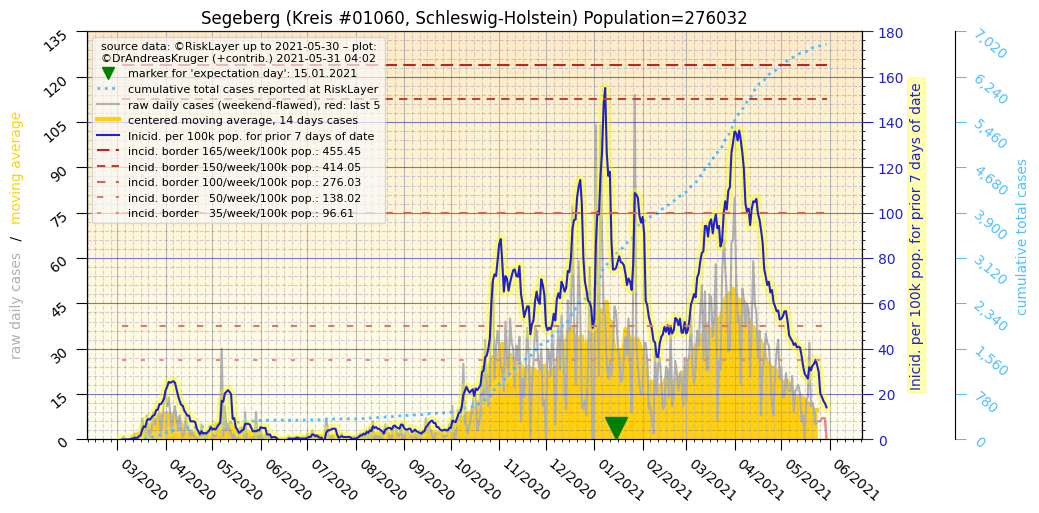 Segeberg (Kreis #01060, Schleswig-Holstein) Population=276032
source data: ©RiskLayer up to 2021-05-30 – plot:
©DrAndreasKruger (+contrib.) 2021-05-31 04:02
marker for 'expectation day': 15.01.2021
cumulative total cases reported at RiskLayer
raw daily cases (weekend-flawed), red: last 5
centered moving average, 14 days cases
Inicid. per 100k pop. for prior 7 days of date
incid. border 165/week/100k pop.: 455.45
incid. border 150/week/100k pop.: 414.05
incid. border 100/week/100k pop.: 276.03
incid. border   50/week/100k pop.: 138.02
incid. border   35/week/100k pop.: 96.61
raw daily cases   /   moving average
135
120
105
90
75
60
45
30
15
0
180
160
140
120
100
80
60
40
20
0
Inicid. per 100k pop. for prior 7 days of date
7,020
6,240
5,460
4,680
3,900
3,120
2,340
1,560
780
0
cumulative total cases
03/2020
04/2020
05/2020
06/2020
07/2020
08/2020
09/2020
10/2020
11/2020
12/2020
01/2021
02/2021
03/2021
04/2021
05/2021
06/2021